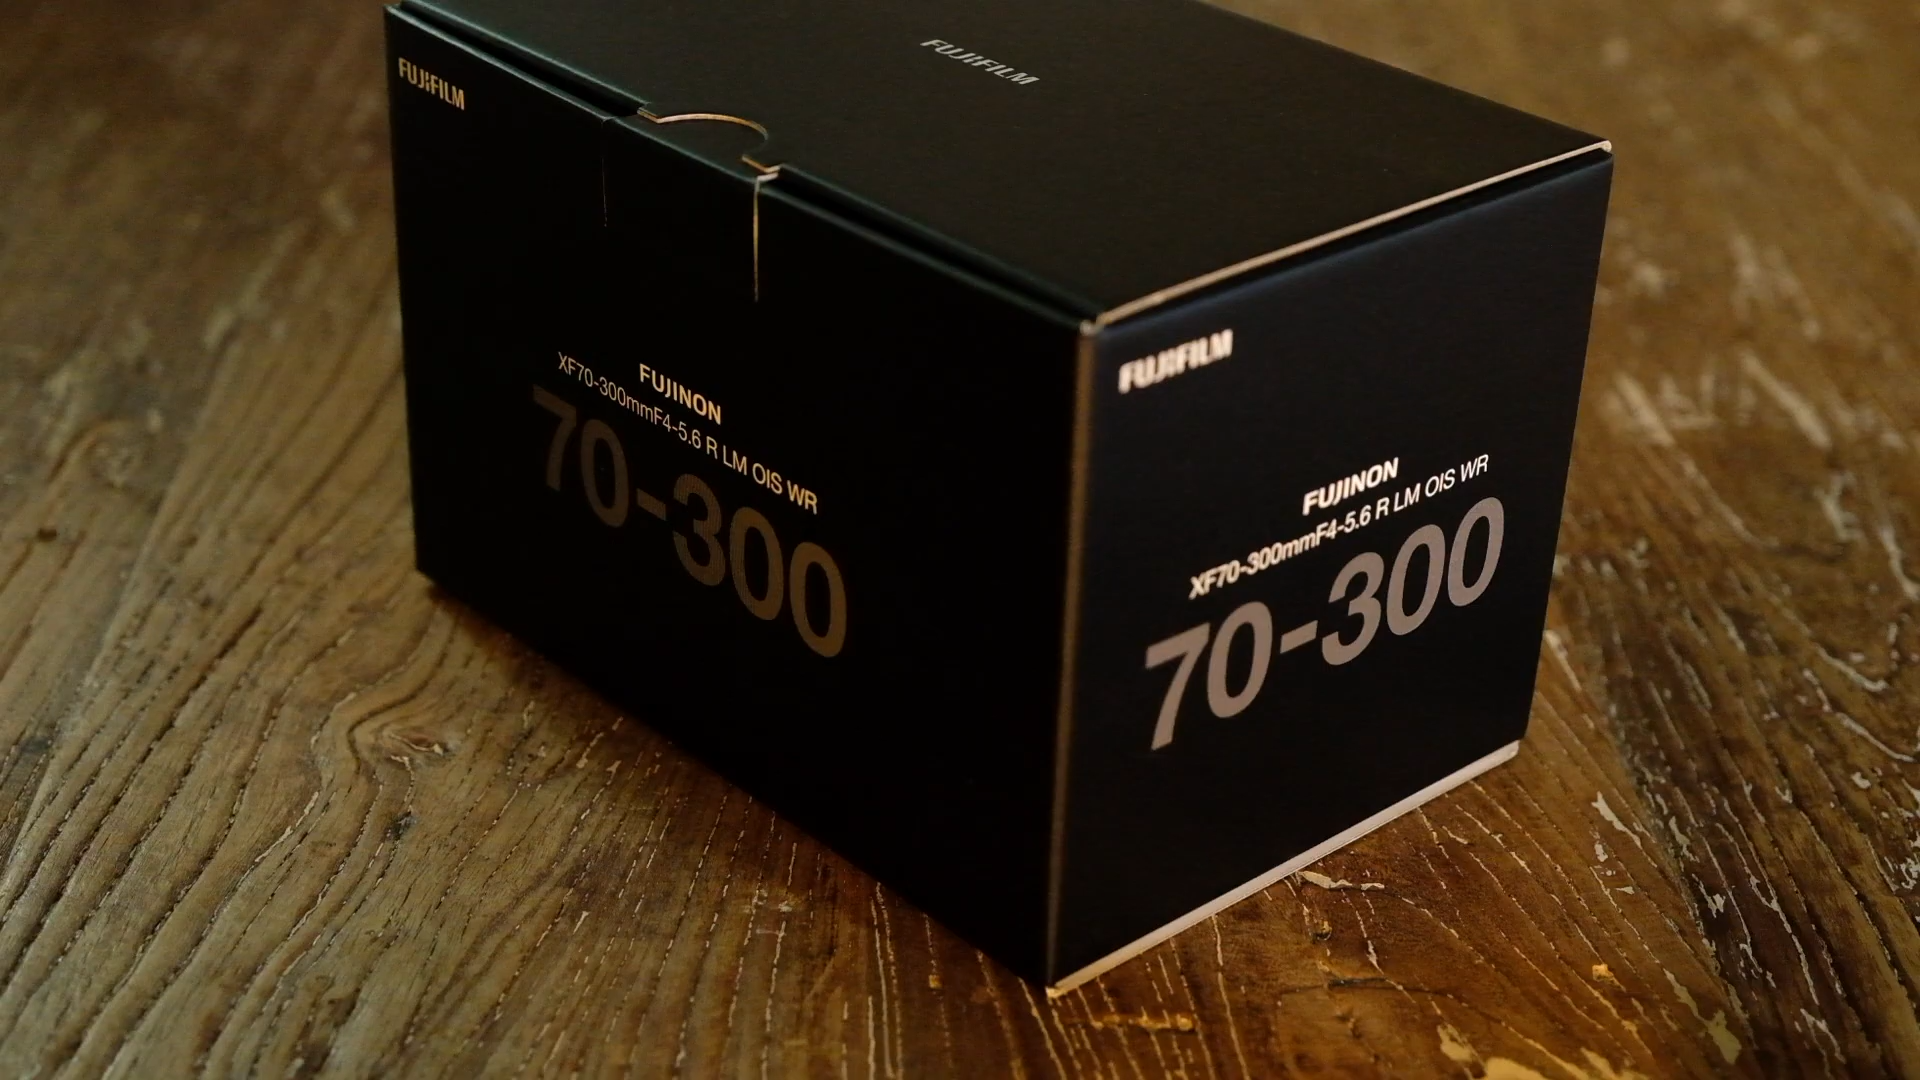 FUJIFILM
FUJIFILM
FUJINON
XF70-300mmF4-5.6 R LM OIS WR
70-300
FUJIFILM
FUJINON
XF70-300mmF4-5.6 R LM OIS WR
70-300